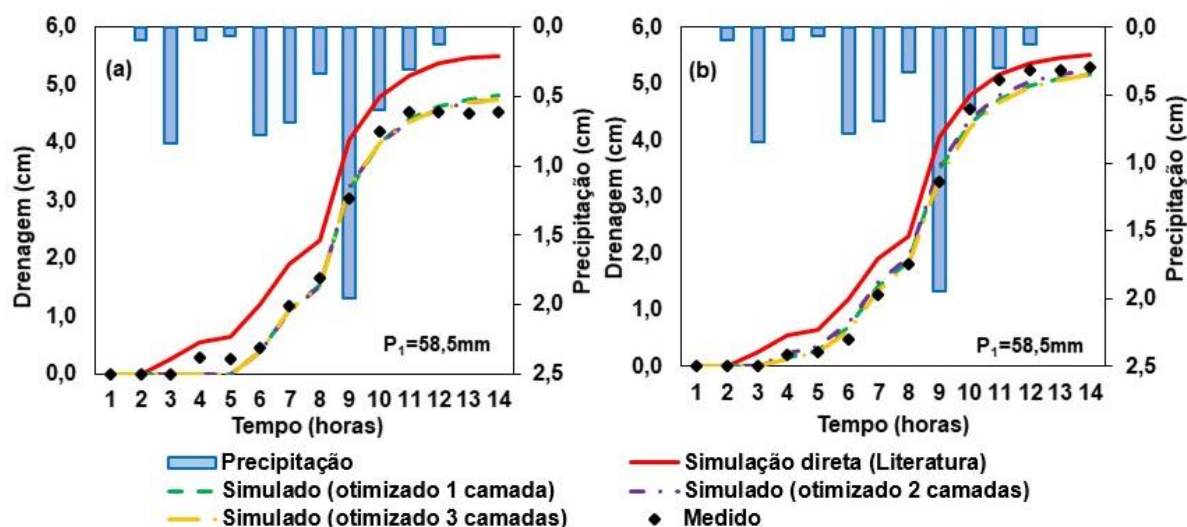 6,0
5,0
4,0
3,0
2,0
1,0
0,0
Drenagem (cm)
(a)
0,0
0,5
1,0
1,5
2,0
2,5
Precipitação (cm)
P1=58,5mm
1 2 3 4 5 6 7 8 9 10 11 12 13 14
Tempo (horas)
6,0
5,0
4,0
3,0
2,0
1,0
0,0
Drenagem (cm)
(b)
0,0
0,5
1,0
1,5
2,0
2,5
Precipitação (cm)
P1=58,5mm
1 2 3 4 5 6 7 8 9 10 11 12 13 14
Tempo (horas)
Precipitação
Simulação direta (Literatura)
Simulado (otimizado 1 camada)
Simulado (otimizado 2 camadas)
Simulado (otimizado 3 camadas)
Medido